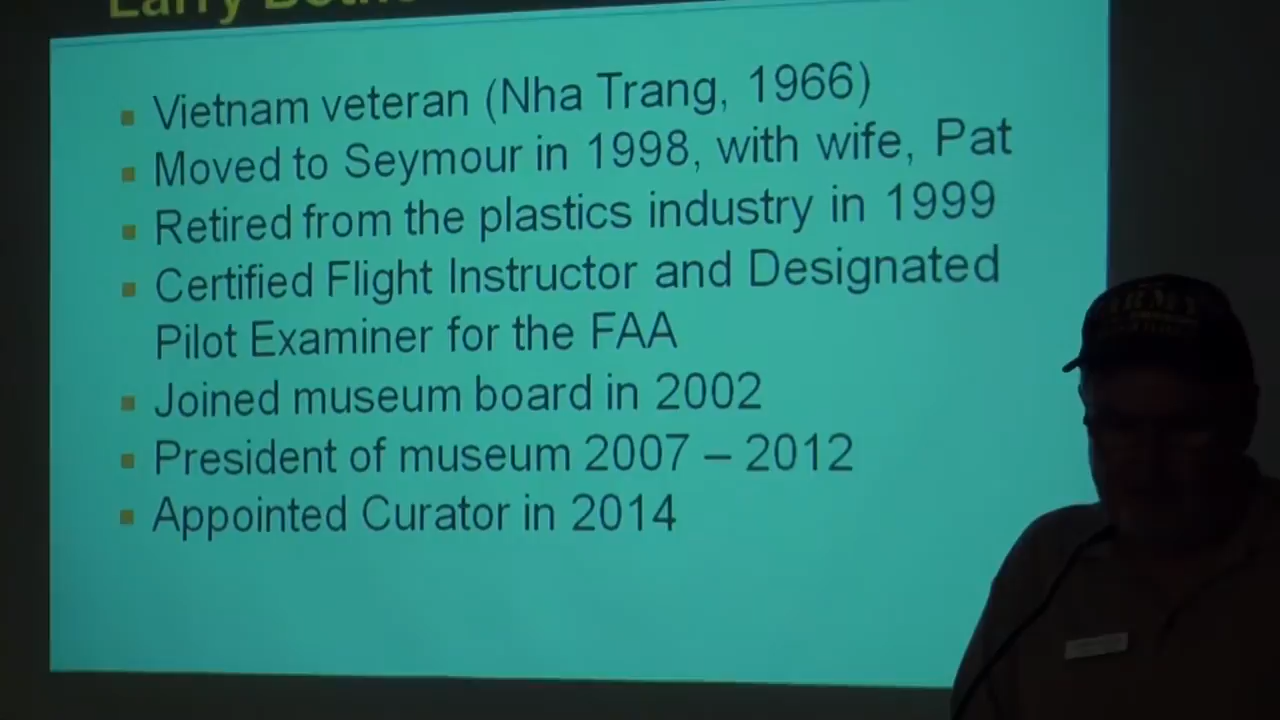 Larry
▪ Vietnam veteran (Nha Trang, 1966)
▪ Moved to Seymour in 1998, with wife, Pat
▪ Retired from the plastics industry in 1999
▪ Certified Flight Instructor and Designated
Pilot Examiner for the FAA
▪ Joined museum board in 2002
▪ President of museum 2007 – 2012
▪ Appointed Curator in 2014
ARMY